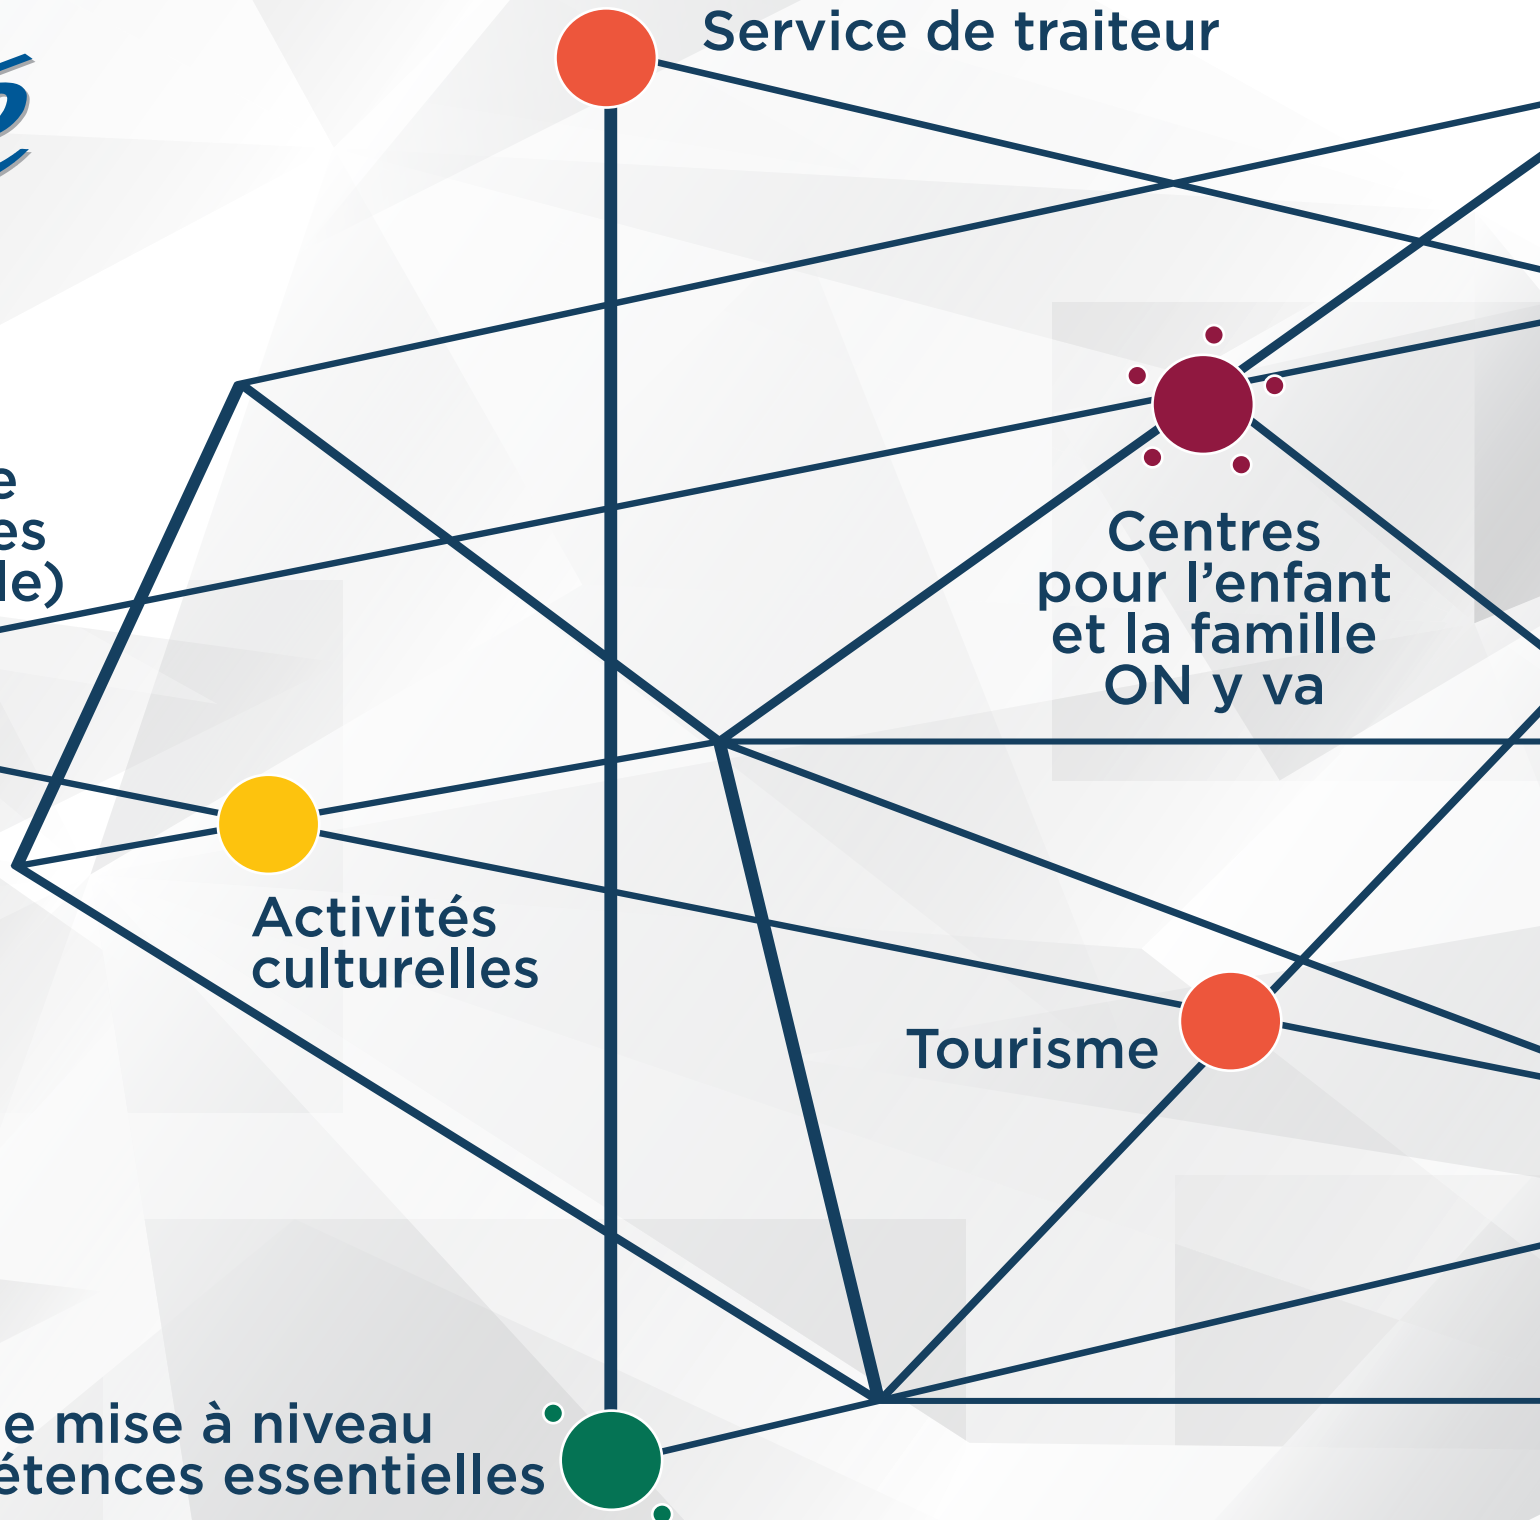 Service de traiteur
Centres
pour l’enfant
et la famille
ON y va
Activités
culturelles
Tourisme
e mise à niveau
étences essentielles